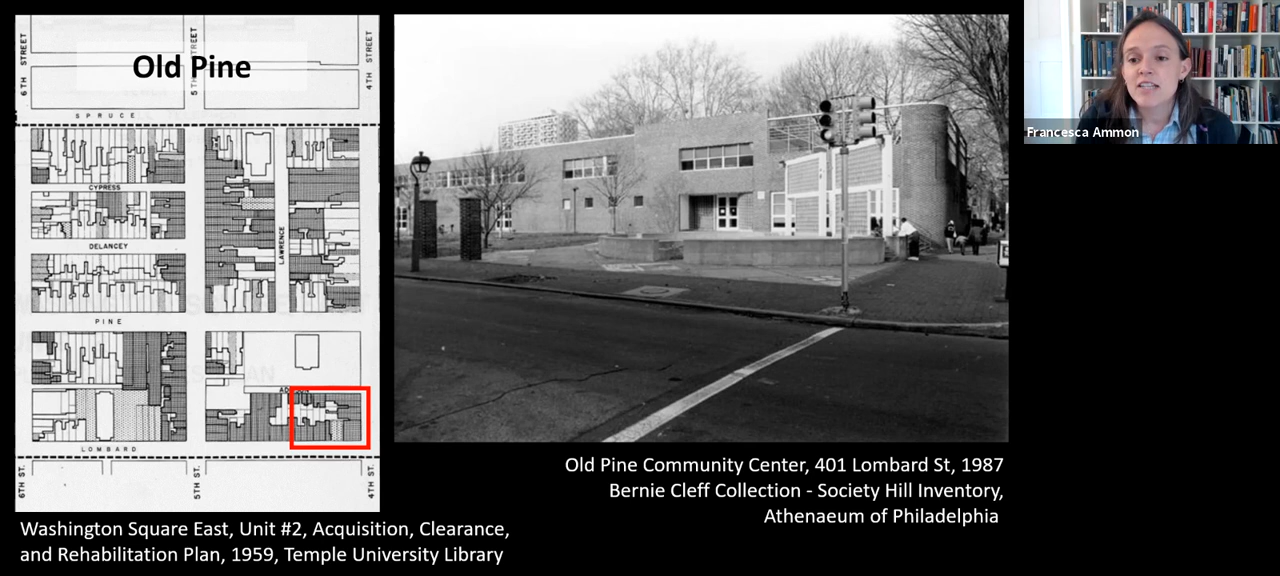 Old Pine
6TH STREET
5TH STREET
4TH STREET
SPRUCE
CYPRESS
DELANCEY
LAWRENCE
PINE
LOMBARD
6TH ST.
5TH ST.
4TH ST.
Washington Square East, Unit #2, Acquisition, Clearance,
and Rehabilitation Plan, 1959, Temple University Library
Old Pine Community Center, 401 Lombard St, 1987
Bernie Cleff Collection - Society Hill Inventory,
Athenaeum of Philadelphia
Francesca Ammon